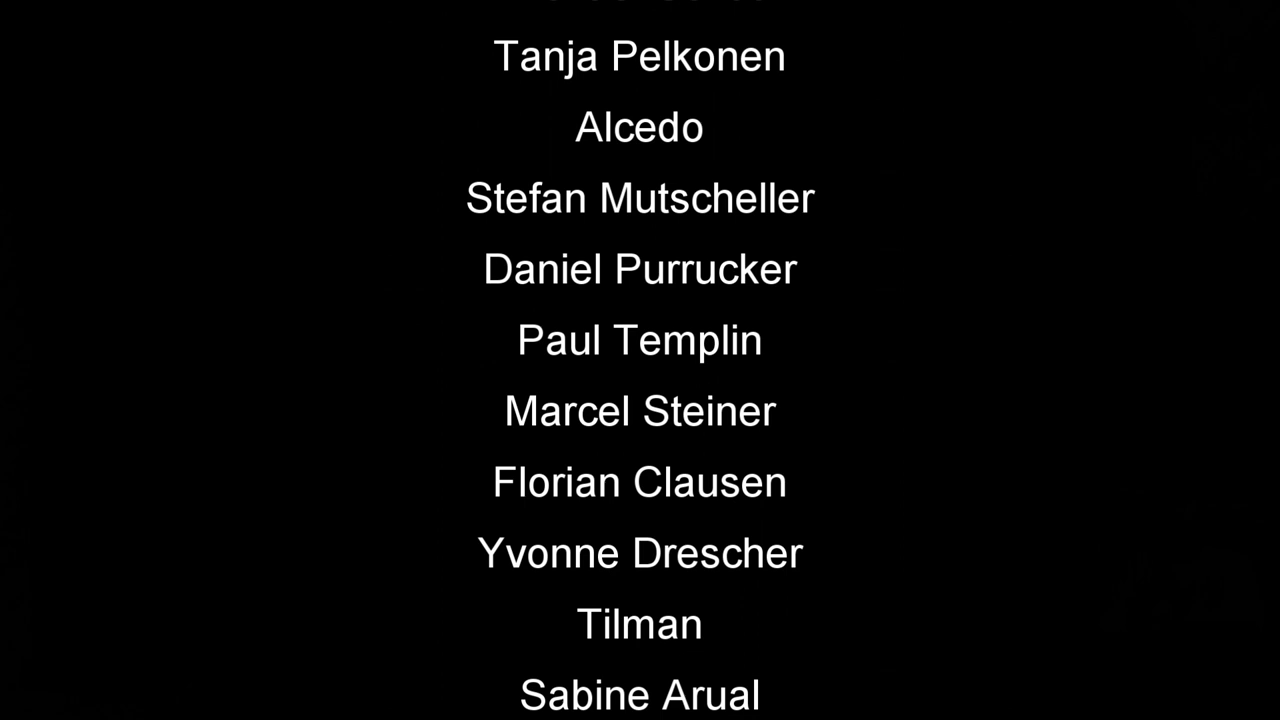 Tanja Pelkonen
Alcedo
Stefan Mutscheller
Daniel Purrucker
Paul Templin
Marcel Steiner
Florian Clausen
Yvonne Drescher
Tilman
Sabine Arual